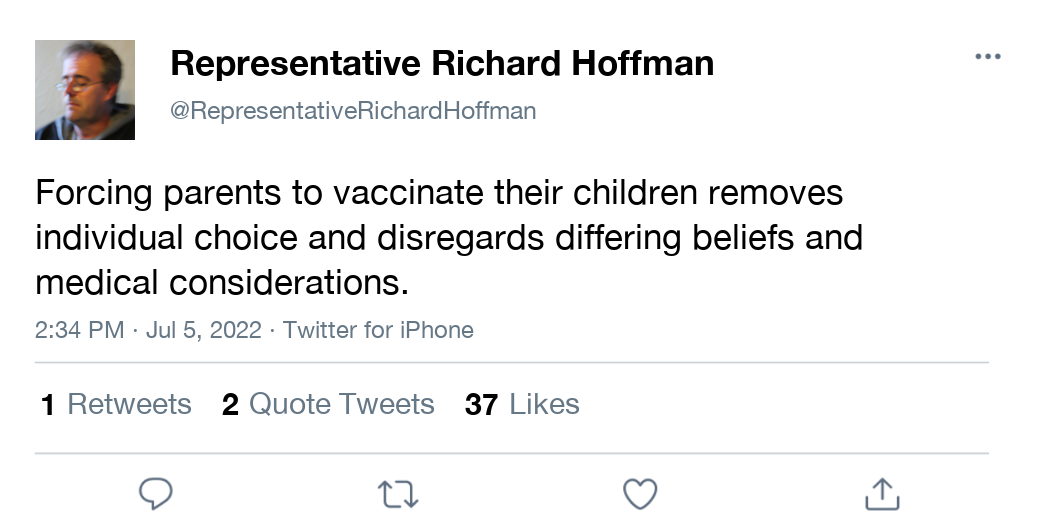 Representative Richard Hoffman
@RepresentativeRichardHoffman
Forcing parents to vaccinate their children removes
individual choice and disregards differing beliefs and
medical considerations.
2:34 PM · Jul 5, 2022 · Twitter for iPhone
1 Retweets 2 Quote Tweets 37 Likes